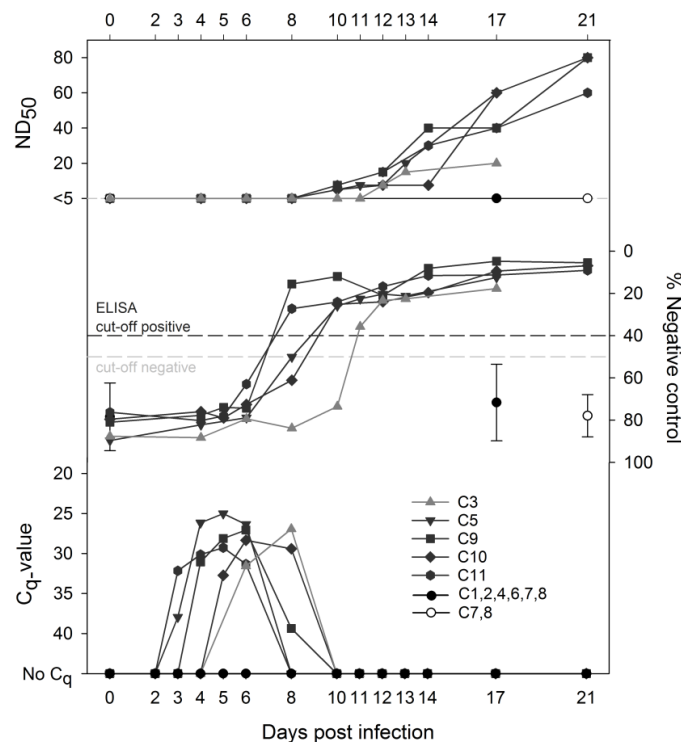 0 2 3 4 5 6 8 10 11 12 13 14 17 21
80
60
40
20
<5
ND50
0
20
40
60
80
100
% Negative control
ELISA
cut-off positive
cut-off negative
20
25
30
35
40
No Cq
Cq-value
C3
C5
C9
C10
C11
C1,2,4,6,7,8
C7,8
0 2 3 4 5 6 8 10 11 12 13 14 17 21
Days post infection